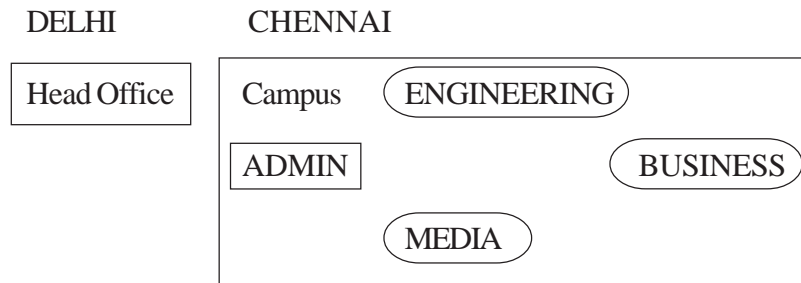 DELHI CHENNAI
Head Office Campus ENGINEERING
ADMIN BUSINESS
MEDIA